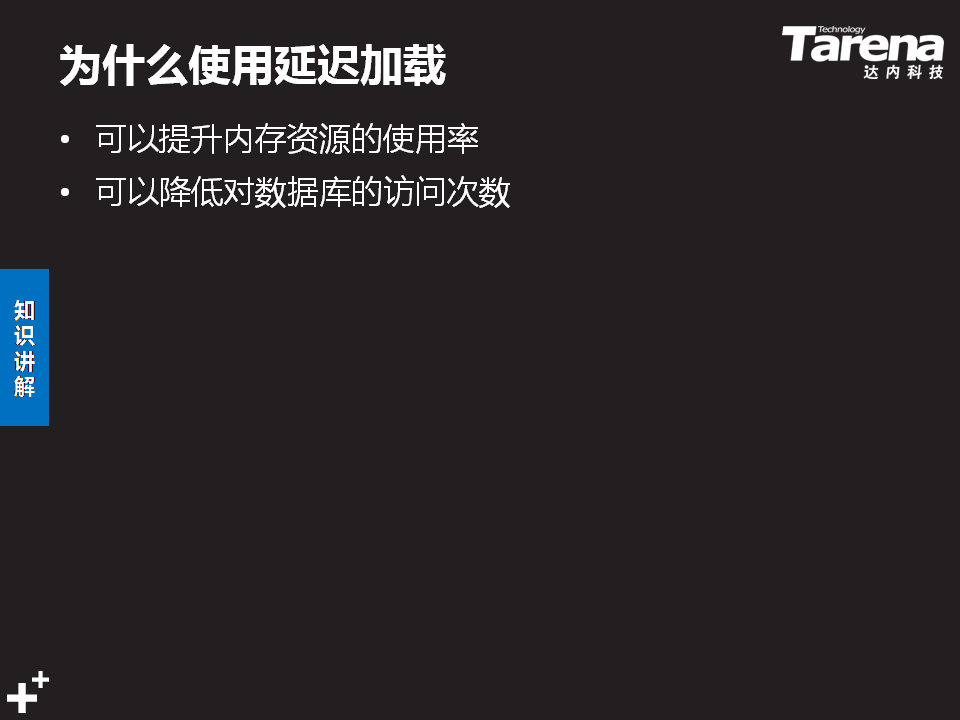 为什么使用延迟加载
Technology
Tarena
达内科技
• 可以提升内存资源的使用率
• 可以降低对数据库的访问次数
知
识
讲
解